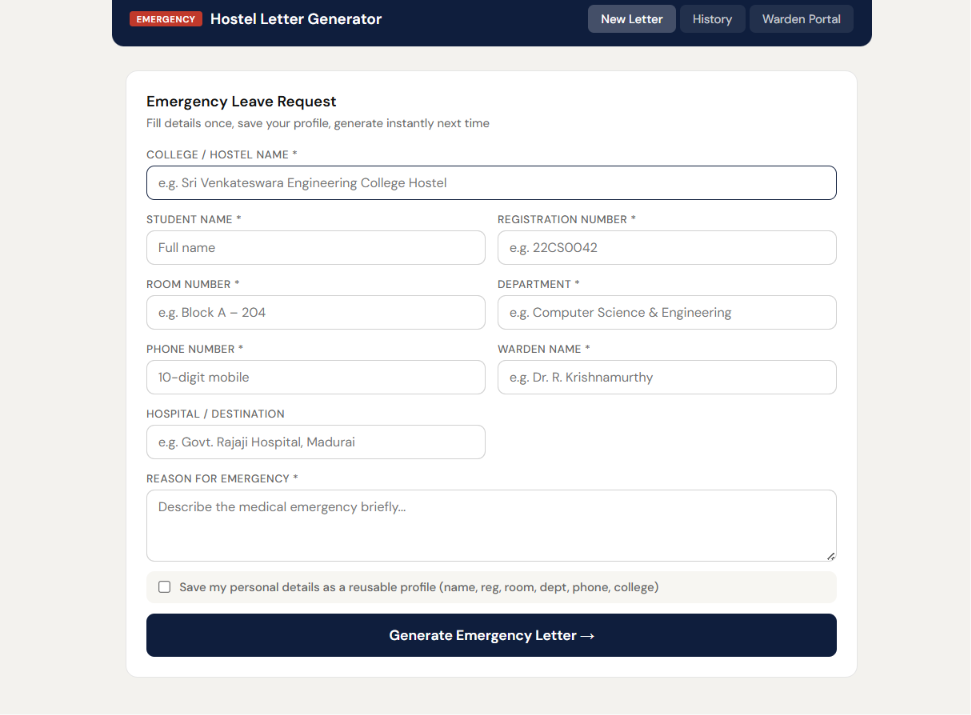 EMERGENCY Hostel Letter Generator New Letter History Warden Portal
Emergency Leave Request
Fill details once, save your profile, generate instantly next time
COLLEGE / HOSTEL NAME *
e.g. Sri Venkateswara Engineering College Hostel
STUDENT NAME * REGISTRATION NUMBER *
Full name e.g. 22CS0042
ROOM NUMBER * DEPARTMENT *
e.g. Block A – 204 e.g. Computer Science & Engineering
PHONE NUMBER * WARDEN NAME *
10-digit mobile e.g. Dr. R. Krishnamurthy
HOSPITAL / DESTINATION
e.g. Govt. Rajaji Hospital, Madurai
REASON FOR EMERGENCY *
Describe the medical emergency briefly...
Save my personal details as a reusable profile (name, reg, room, dept, phone, college)
Generate Emergency Letter →